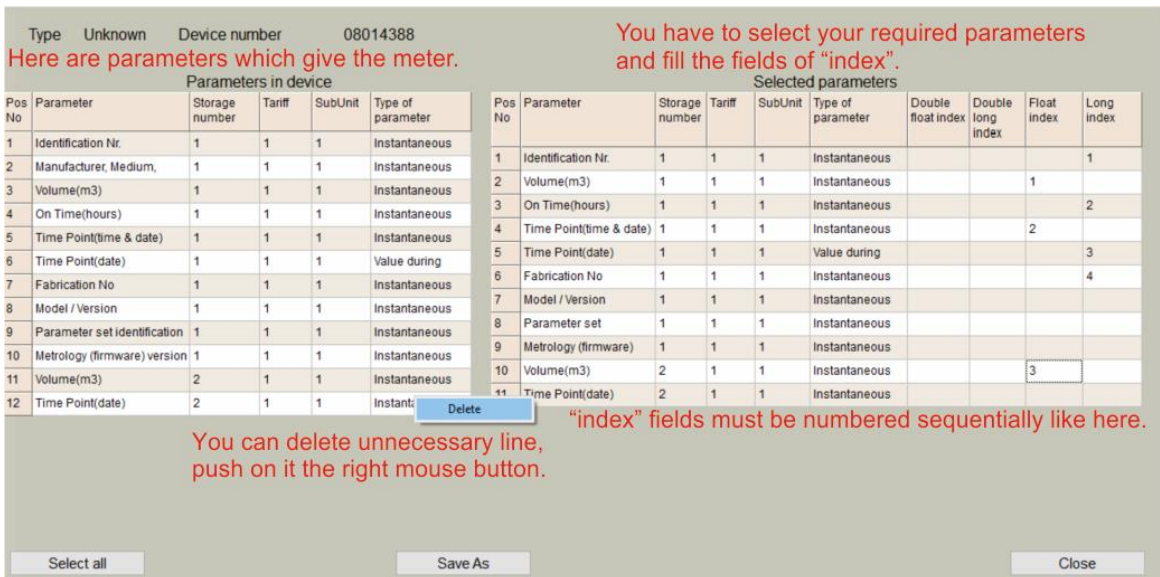 Type Unknown Device number 08014388
Here are parameters which give the meter.
You have to select your required parameters
and fill the fields of “index”.
Parameters in device
Pos No Parameter Storage number Tariff SubUnit Type of parameter
1 Identification Nr. 1 1 1 Instantaneous
2 Manufacturer, Medium, 1 1 1 Instantaneous
3 Volume(m3) 1 1 1 Instantaneous
4 On Time(hours) 1 1 1 Instantaneous
5 Time Point(time & date) 1 1 1 Instantaneous
6 Time Point(date) 1 1 1 Value during
7 Fabrication No 1 1 1 Instantaneous
8 Model / Version 1 1 1 Instantaneous
9 Parameter set identification 1 1 1 Instantaneous
10 Metrology (firmware) version 1 1 1 Instantaneous
11 Volume(m3) 2 1 1 Instantaneous
12 Time Point(date) 2 1 1 Instant
Delete
You can delete unnecessary line,
push on it the right mouse button.
Selected parameters
Pos No Parameter Storage number Tariff SubUnit Type of parameter Double float index Double long index Float index Long index
1 Identification Nr. 1 1 1 Instantaneous 1
2 Volume(m3) 1 1 1 Instantaneous 1
3 On Time(hours) 1 1 1 Instantaneous 2
4 Time Point(time & date) 1 1 1 Instantaneous 2
5 Time Point(date) 1 1 1 Value during 3
6 Fabrication No 1 1 1 Instantaneous 4
7 Model / Version 1 1 1 Instantaneous
8 Parameter set 1 1 1 Instantaneous
9 Metrology (firmware) 1 1 1 Instantaneous
10 Volume(m3) 2 1 1 Instantaneous 3
11 Time Point(date) 2 1 1 Instantaneous
“index” fields must be numbered sequentially like here.
Select all
Save As
Close